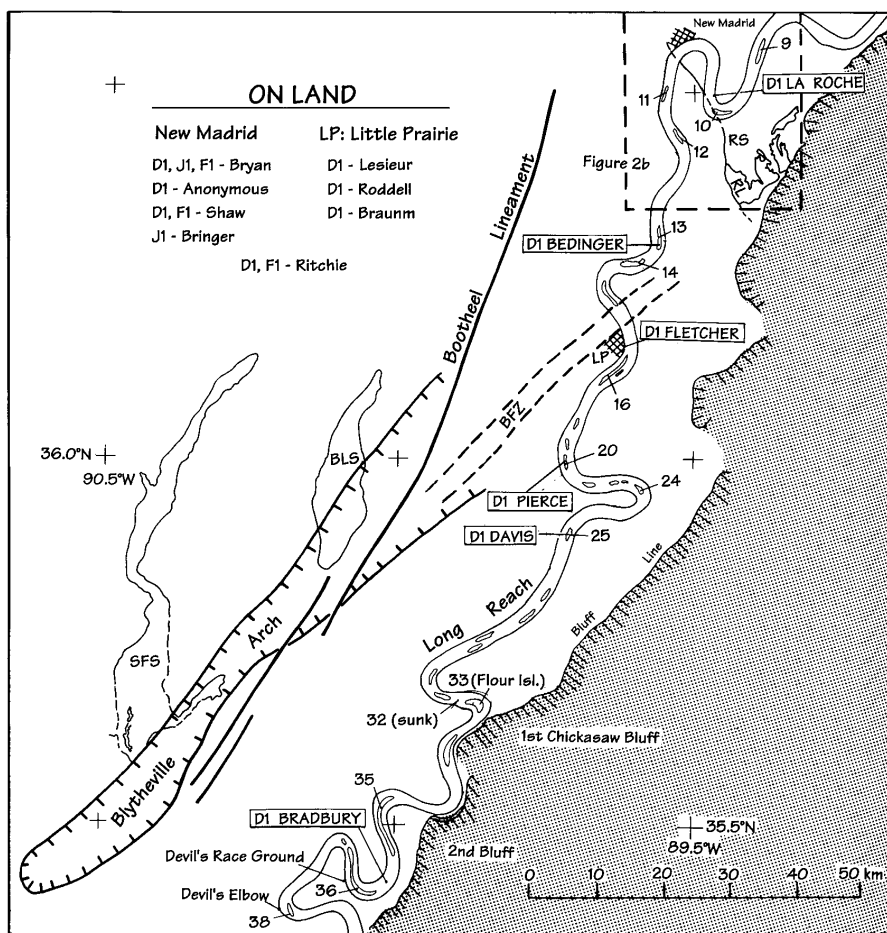 New Madrid
9
D1 LA ROCHE
11
10
RS
12
RL
Figure 2b
ON LAND
New Madrid
LP: Little Prairie
D1, J1, F1 - Bryan
D1 - Lesieur
D1 - Anonymous
D1 - Roddell
D1, F1 - Shaw
D1 - Braunm
J1 - Bringer
D1, F1 - Ritchie
Bootheel Lineament
13
D1 BEDINGER
14
D1 FLETCHER
LP
16
BFZ
36.0°N
90.5°W
BLS
20
24
D1 PIERCE
D1 DAVIS
25
Long Reach
Bluff Line
SFS
Blytheville Arch
33 (Flour Isl.)
32 (sunk)
1st Chickasaw Bluff
35
D1 BRADBURY
35.5°N
89.5°W
2nd Bluff
Devil's Race Ground
36
Devil's Elbow
38
0 10 20 30 40 50 km